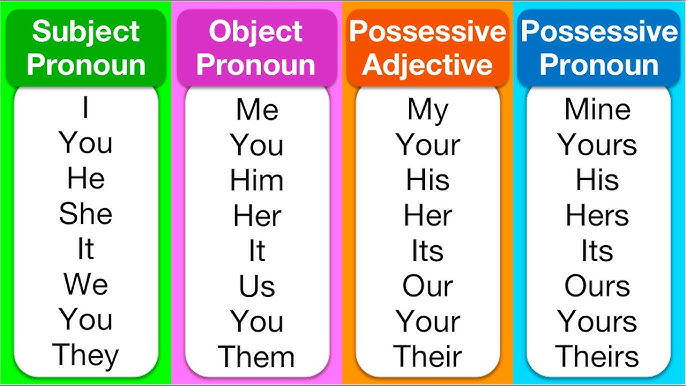 Subject
Pronoun
I
You
He
She
It
We
You
They
Object
Pronoun
Me
You
Him
Her
It
Us
You
Them
Possessive
Adjective
My
Your
His
Her
Its
Our
Your
Their
Possessive
Pronoun
Mine
Yours
His
Hers
Its
Ours
Yours
Theirs